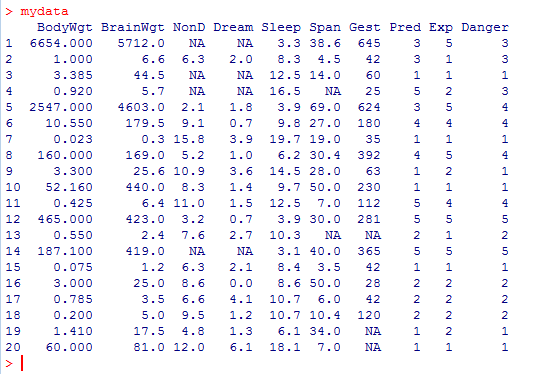 > mydata
    BodyWgt BrainWgt NonD Dream Sleep Span Gest Pred Exp Danger
1  6654.000   5712.0   NA    NA   3.3 38.6  645    3   5      3
2     1.000      6.6  6.3   2.0   8.3  4.5   42    3   1      3
3     3.385     44.5   NA    NA  12.5 14.0   60    1   1      1
4     0.920      5.7   NA    NA  16.5   NA   25    5   2      3
5  2547.000   4603.0  2.1   1.8   3.9 69.0  624    3   5      4
6    10.550    179.5  9.1   0.7   9.8 27.0  180    4   4      4
7     0.023      0.3 15.8   3.9  19.7 19.0   35    1   1      1
8   160.000    169.0  5.2   1.0   6.2 30.4  392    4   5      4
9     3.300     25.6 10.9   3.6  14.5 28.0   63    1   2      1
10   52.160    440.0  8.3   1.4   9.7 50.0  230    1   1      1
11    0.425      6.4 11.0   1.5  12.5  7.0  112    5   4      4
12  465.000    423.0  3.2   0.7   3.9 30.0  281    5   5      5
13    0.550      2.4  7.6   2.7  10.3   NA   NA    2   1      2
14  187.100    419.0   NA    NA   3.1 40.0  365    5   5      5
15    0.075      1.2  6.3   2.1   8.4  3.5   42    1   1      1
16    3.000     25.0  8.6   0.0   8.6 50.0   28    2   2      2
17    0.785      3.5  6.6   4.1  10.7  6.0   42    2   2      2
18    0.200      5.0  9.5   1.2  10.7 10.4  120    2   2      2
19    1.410     17.5  4.8   1.3   6.1 34.0   NA    1   2      1
20   60.000     81.0 12.0   6.1  18.1  7.0   NA    1   1      1
>